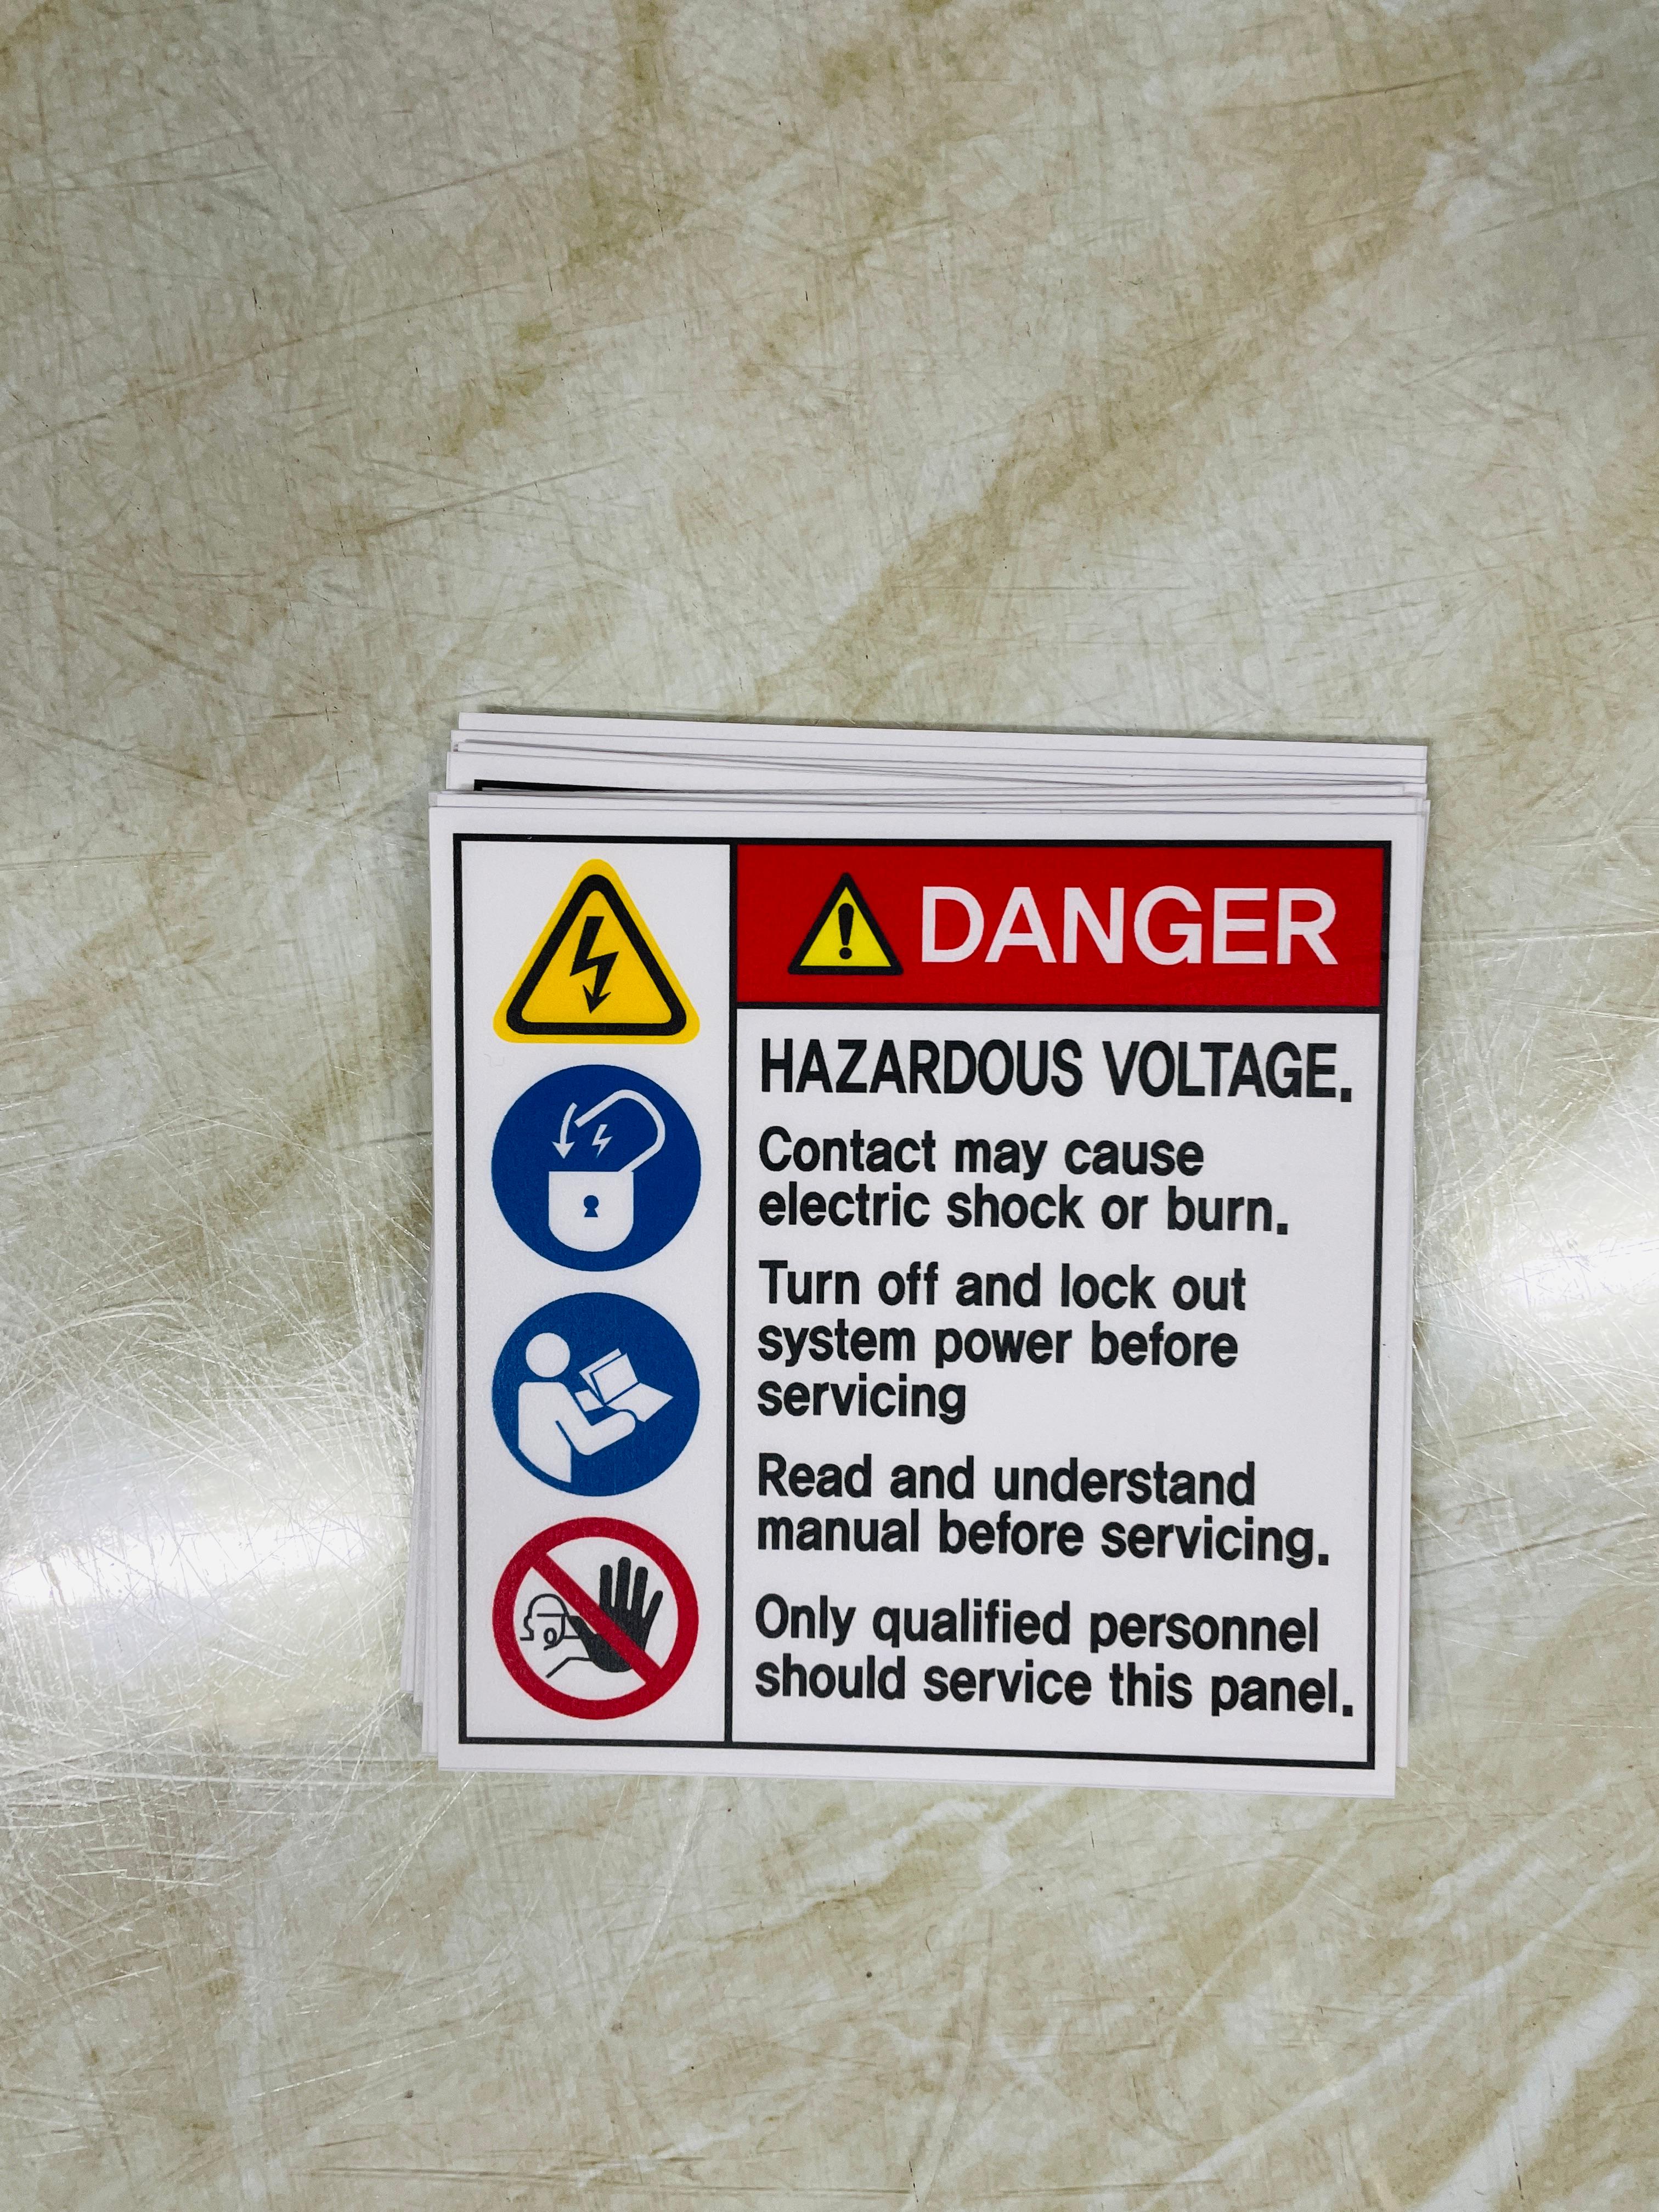 DANGER
HAZARDOUS VOLTAGE.
Contact may cause
electric shock or burn.
Turn off and lock out
system power before
servicing
Read and understand
manual before servicing.
Only qualified personnel
should service this panel.